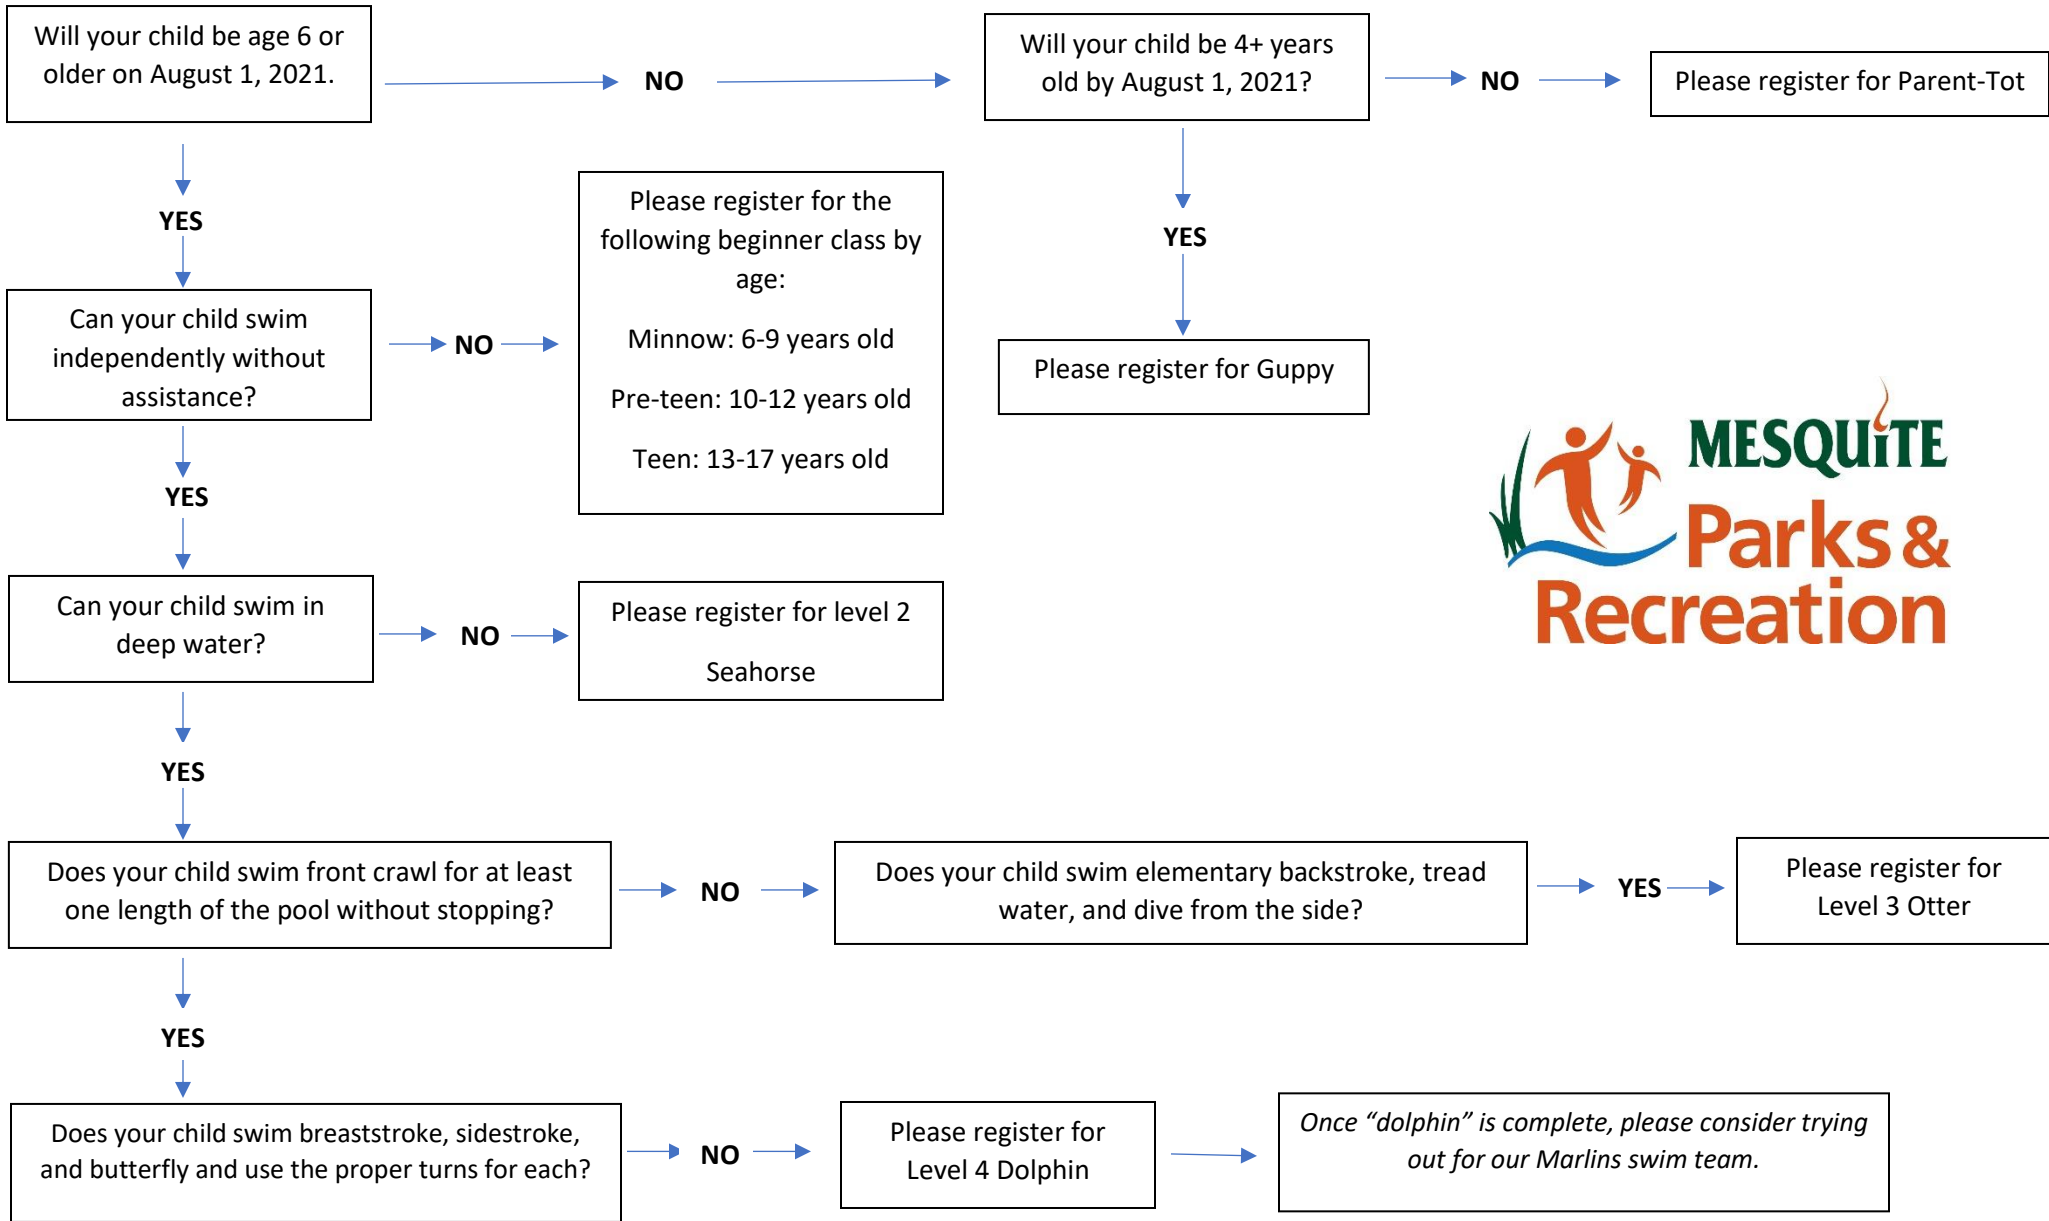 Will your child be age 6 or
older on August 1, 2021.
NO
Will your child be 4+ years
old by August 1, 2021?
NO
Please register for Parent-Tot
YES
Please register for the
following beginner class by
age:
Minnow: 6-9 years old
Pre-teen: 10-12 years old
Teen: 13-17 years old
YES
Can your child swim
independently without
assistance?
NO
Please register for Guppy
MESQUiTE
Parks &
Recreation
YES
Can your child swim in
deep water?
NO
Please register for level 2
Seahorse
YES
Does your child swim front crawl for at least
one length of the pool without stopping?
NO
Does your child swim elementary backstroke, tread
water, and dive from the side?
YES
Please register for
Level 3 Otter
YES
Does your child swim breaststroke, sidestroke,
and butterfly and use the proper turns for each?
NO
Please register for
Level 4 Dolphin
Once “dolphin” is complete, please consider trying
out for our Marlins swim team.